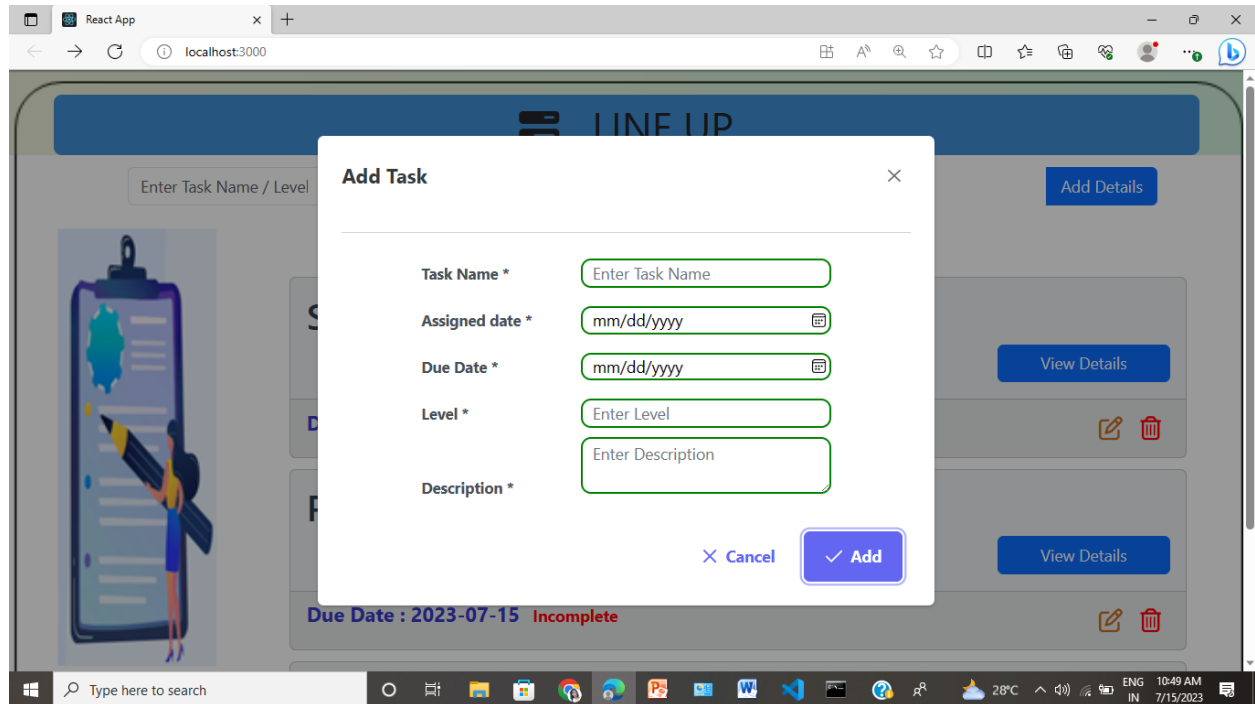 React App
localhost:3000
LINE UP
Enter Task Name / Level
Add Details
Add Task
Task Name *
Enter Task Name
Assigned date *
mm/dd/yyyy
Due Date *
mm/dd/yyyy
Level *
Enter Level
Enter Description
Description *
Cancel
Add
View Details
View Details
Due Date : 2023-07-15 Incomplete
Type here to search
28°C
ENG
IN
10:49 AM
7/15/2023